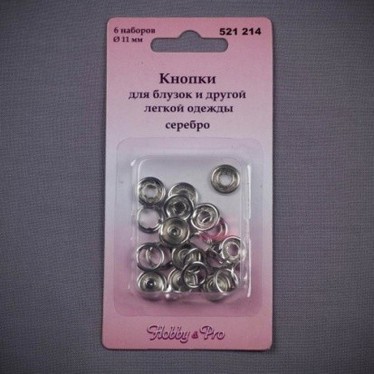 6 наборов
Ø 11 мм
521 214
Кнопки
для блузок и другой
легкой одежды
серебро
Hobby & Pro